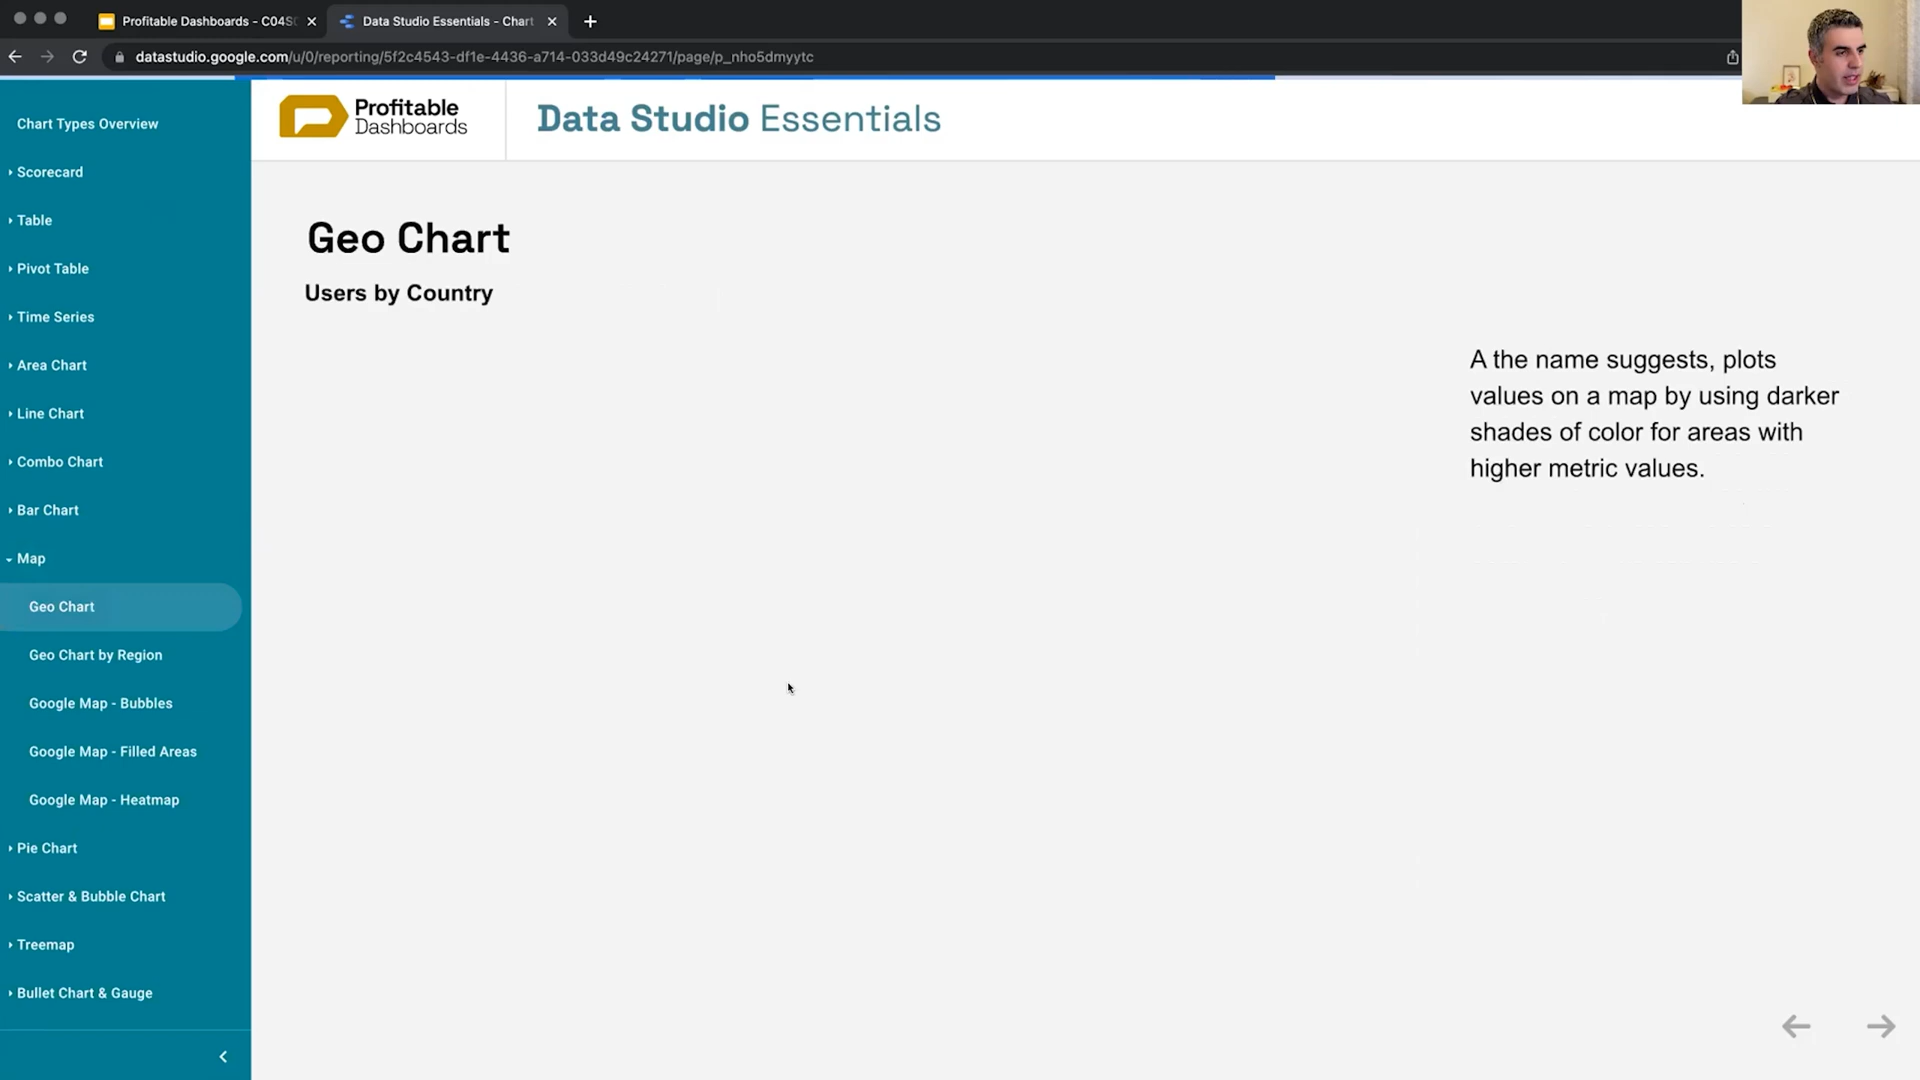 Profitable Dashboards - C04S
Data Studio Essentials - Chart
datastudio.google.com/u/0/reporting/5f2c4543-df1e-4436-a714-033d49c24271/page/p_nho5dmyytc
Chart Types Overview
Scorecard
Table
Pivot Table
Time Series
Area Chart
Line Chart
Combo Chart
Bar Chart
Map
Geo Chart
Geo Chart by Region
Google Map - Bubbles
Google Map - Filled Areas
Google Map - Heatmap
Pie Chart
Scatter & Bubble Chart
Treemap
Bullet Chart & Gauge
Profitable
Dashboards
Data Studio Essentials
Geo Chart
Users by Country
A the name suggests, plots
values on a map by using darker
shades of color for areas with
higher metric values.